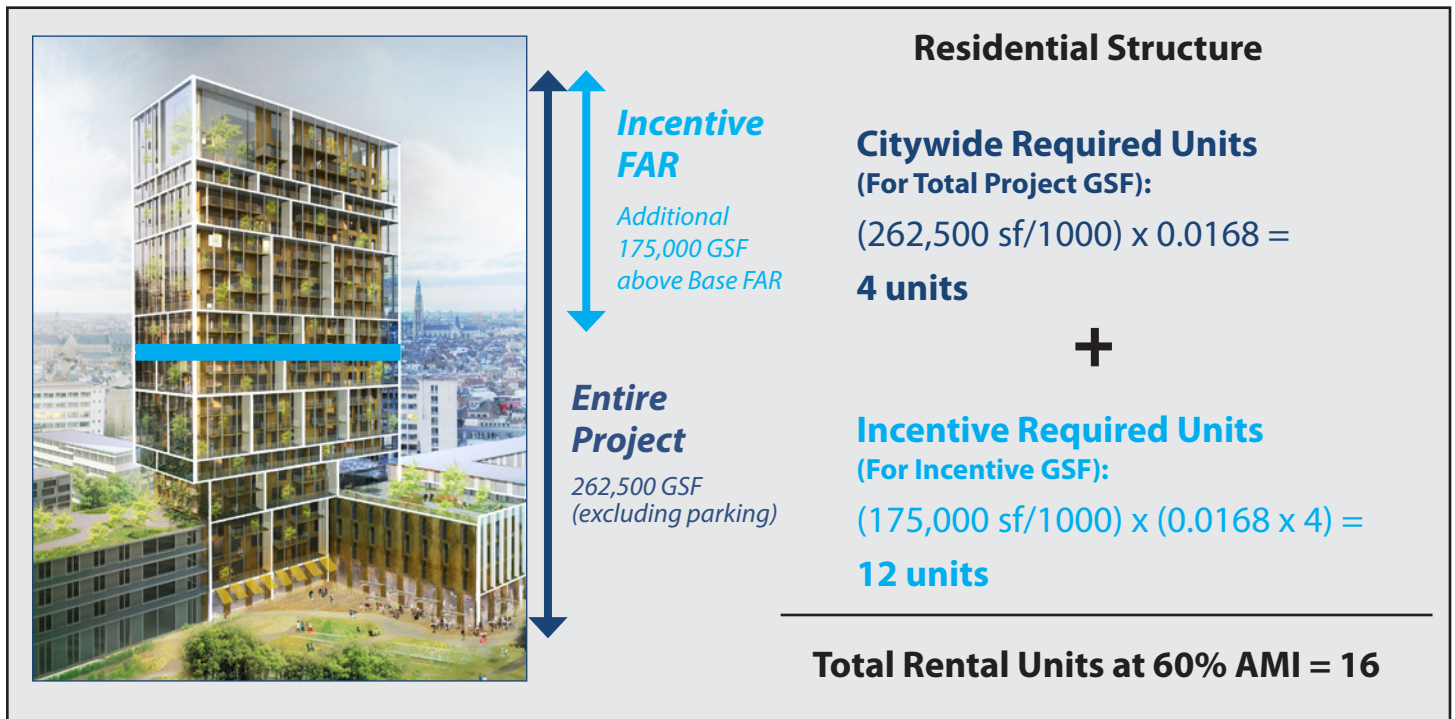 Residential Structure
Incentive
FAR
Additional
175,000 GSF
above Base FAR
Entire
Project
262,500 GSF
(excluding parking)
Citywide Required Units
(For Total Project GSF):
(262,500 sf/1000) x 0.0168 =
4 units
+
Incentive Required Units
(For Incentive GSF):
(175,000 sf/1000) x (0.0168 x 4) =
12 units
Total Rental Units at 60% AMI = 16